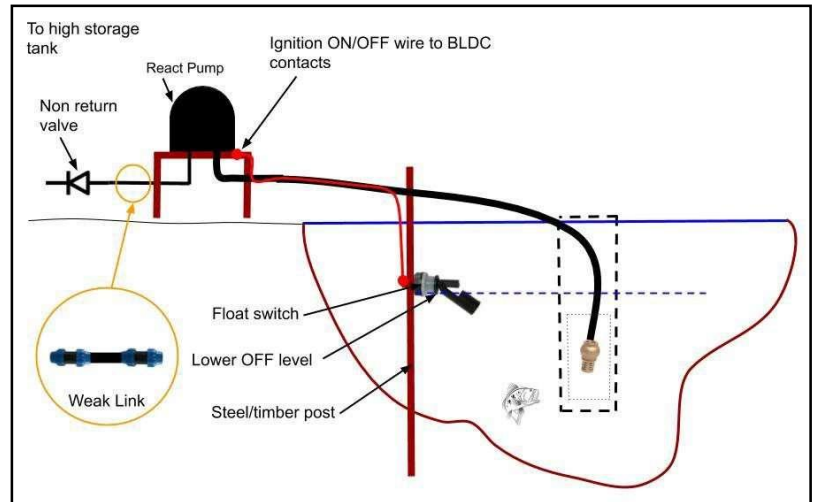 To high storage
tank
Ignition ON/OFF wire to BLDC
contacts
React Pump
Non return
valve
Float switch
Lower OFF level
Weak Link
Steel/timber post